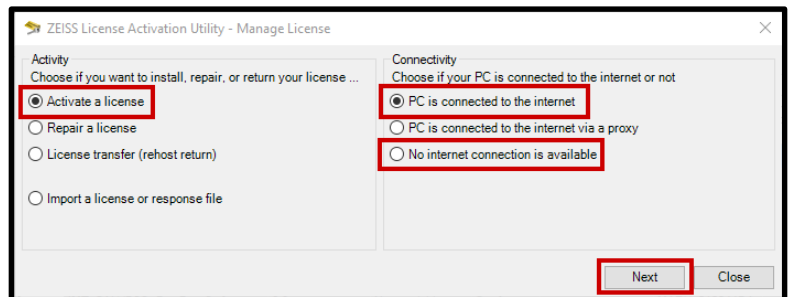 ZEISS License Activation Utility - Manage License
Activity
Choose if you want to install, repair, or return your license ...
Activate a license
Repair a license
License transfer (rehost return)
Import a license or response file
Connectivity
Choose if your PC is connected to the internet or not
PC is connected to the internet
PC is connected to the internet via a proxy
No internet connection is available
Next
Close